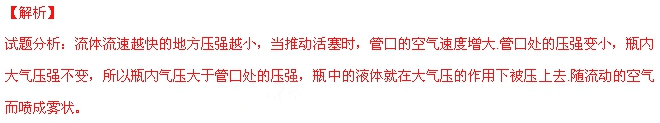 【解析】
试题分析：流体流速越快的地方压强越小，当推动活塞时，管口的空气速度增大.管口处的压强变小，瓶内
大气压强不变，所以瓶内气压大于管口处的压强，瓶中的液体就在大气压的作用下被压上去.随流动的空气
而喷成雾状。